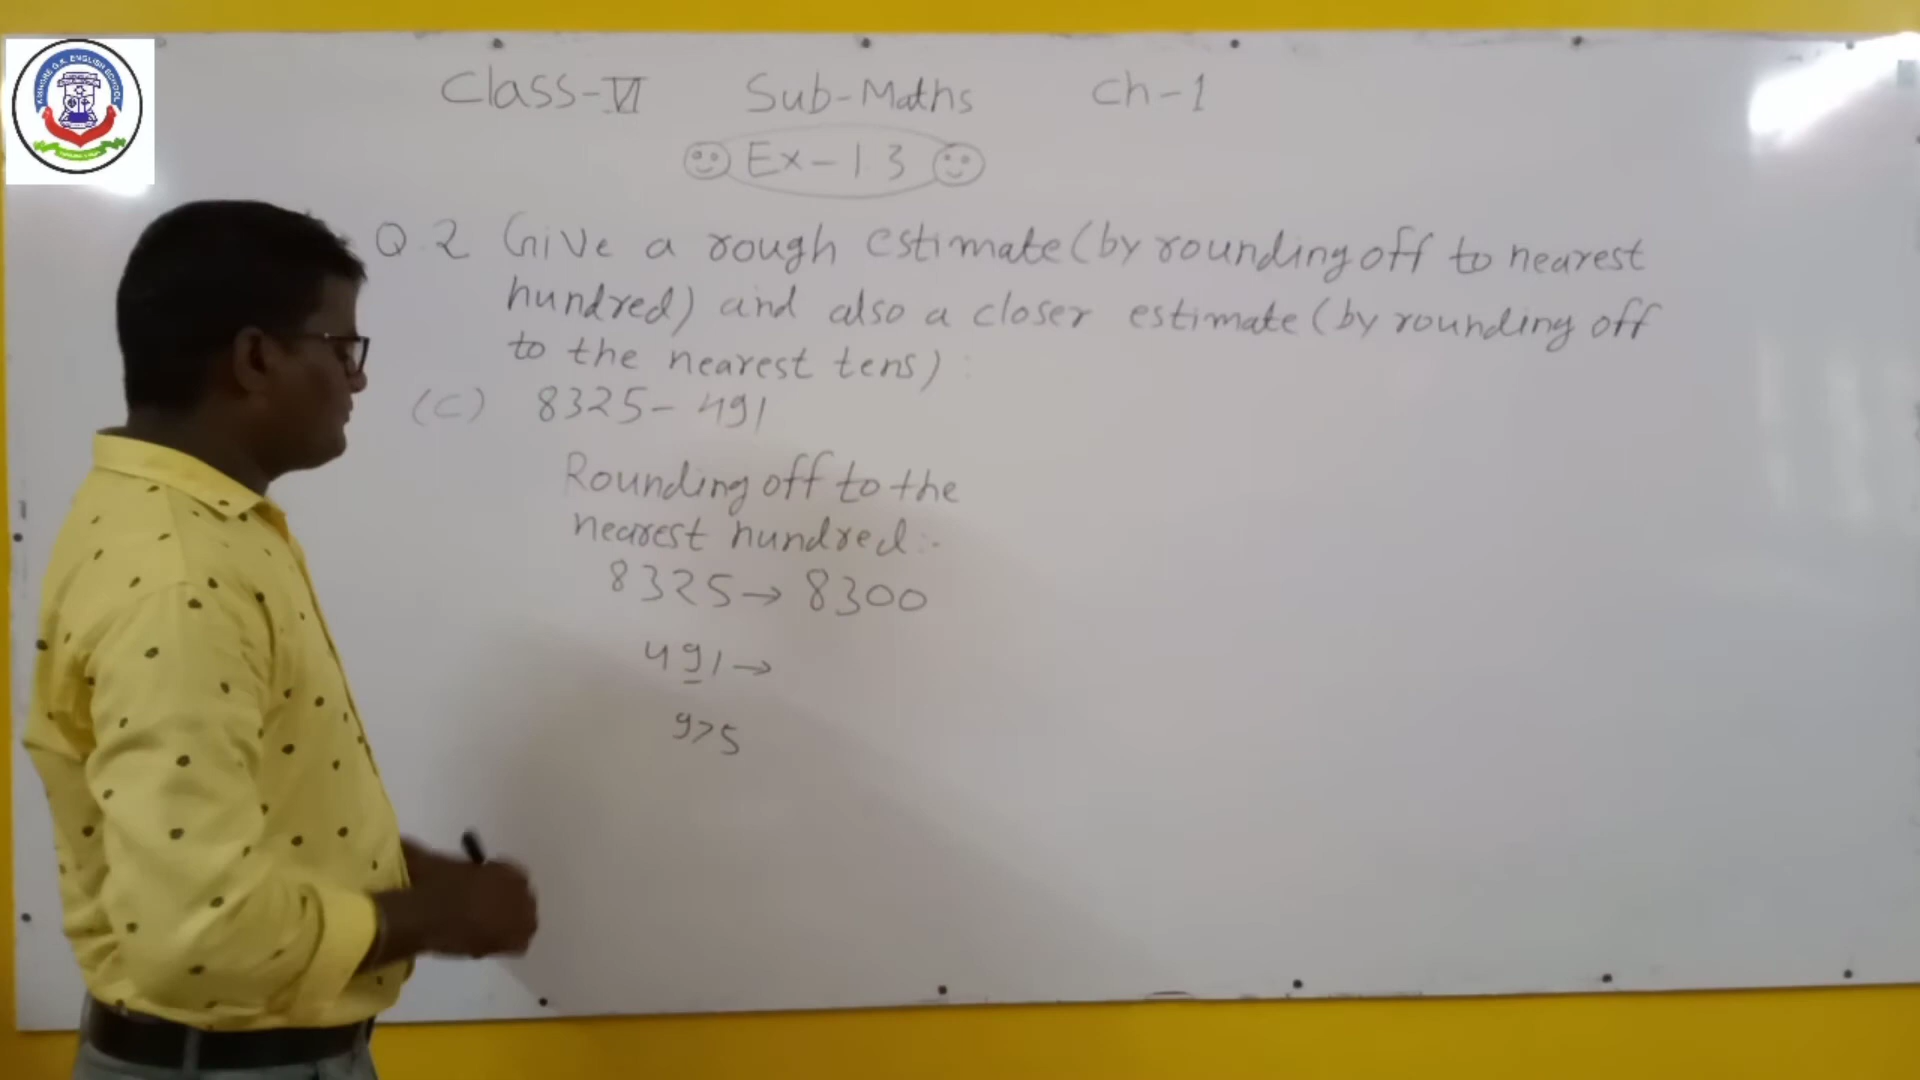 Class-VI Sub-Maths Ch-1
Ex-1 3
Q.2 Give a rough estimate (by rounding off to nearest
hundred) and also a closer estimate (by rounding off
to the nearest tens) :
(C) 8325 - 491
Rounding off to the
nearest hundred :-
8325 → 8300
491 →
9>5